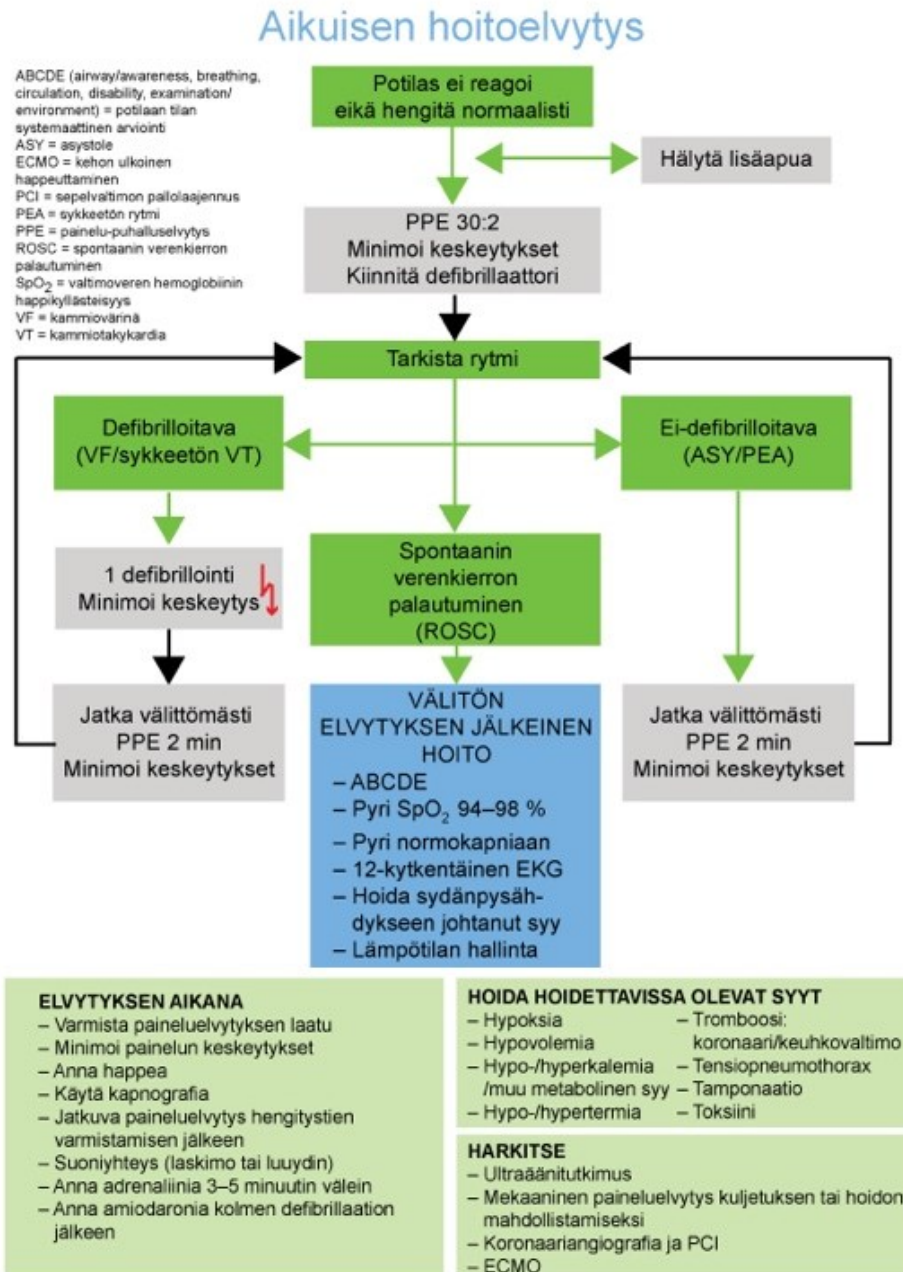 Aikuisen hoitoelvytys
ABCDE (airway/awareness, breathing,
circulation, disability, examination/
environment) = potilaan tilan
systemaattinen arviointi
ASY = asystole
ECMO = kehon ulkoinen
happeuttaminen
PCI = sepelvaltimon pallolaajennus
PEA = sykkeetön rytmi
PPE = painelu-puhalluselvytys
ROSC = spontaanin verenkierron
palautuminen
SpO₂ = valtimoveren hemoglobiinin
happikyllästeisyys
VF = kammiovärinä
VT = kammiotakykardia
Potilas ei reagoi
eikä hengitä normaalisti
Hälytä lisäapua
PPE 30:2
Minimoi keskeytykset
Kiinnitä defibrillaattori
Tarkista rytmi
Defibrilloitava
(VF/sykkeetön VT)
Ei-defibrilloitava
(ASY/PEA)
1 defibrillointi
Minimoi keskeytys
Spontaanin
verenkierron
palautuminen
(ROSC)
Jatka välittömästi
PPE 2 min
Minimoi keskeytykset
VÄLITÖN
ELVYTYKSEN JÄLKEINEN
HOITO
– ABCDE
– Pyri SpO₂ 94–98 %
– Pyri normokapniaan
– 12-kytkentäinen EKG
– Hoida sydänpysäh-
dykseen johtanut syy
– Lämpötilan hallinta
Jatka välittömästi
PPE 2 min
Minimoi keskeytykset
ELVYTYKSEN AIKANA
– Varmista paineluelvytyksen laatu
– Minimoi painelun keskeytykset
– Anna happea
– Käytä kapnografia
– Jatkuva paineluelvytys hengitystien
varmistamisen jälkeen
– Suoniyhteys (laskimo tai luuydin)
– Anna adrenaliinia 3–5 minuutin välein
– Anna amiodaronia kolmen defibrillaation
jälkeen
HOIDA HOIDETTAVISSA OLEVAT SYYT
– Hypoksia
– Hypovolemia
– Hypo-/hyperkalemia
/muu metabolinen syy
– Hypo-/hypertermia
– Tromboosi:
koronaari/keuhkovaltimo
– Tensiopneumothorax
– Tamponaatio
– Toksiini
HARKITSE
– Ultraäänitutkimus
– Mekaaninen paineluelvytys kuljetuksen tai hoidon
mahdollistamiseksi
– Koronaariangiografia ja PCI
– ECMO